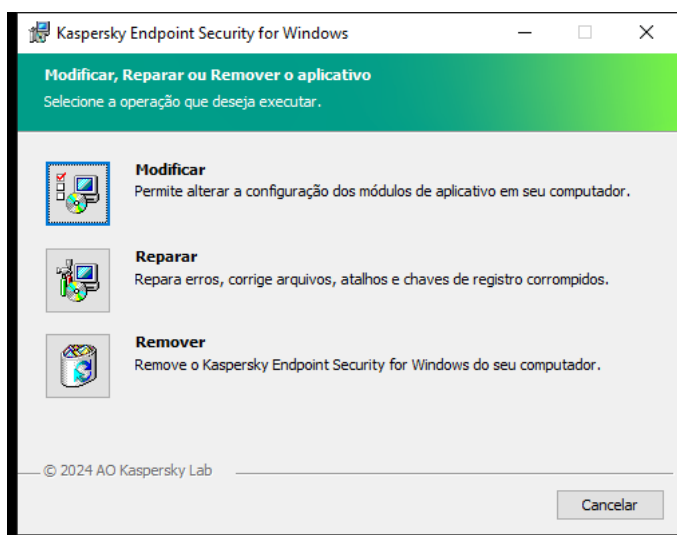 Kaspersky Endpoint Security for Windows
Modificar, Reparar ou Remover o aplicativo
Selecione a operação que deseja executar.
Modificar
Permite alterar a configuração dos módulos de aplicativo em seu computador.
Reparar
Repara erros, corrige arquivos, atalhos e chaves de registro corrompidos.
Remover
Remove o Kaspersky Endpoint Security for Windows do seu computador.
© 2024 AO Kaspersky Lab
Cancelar